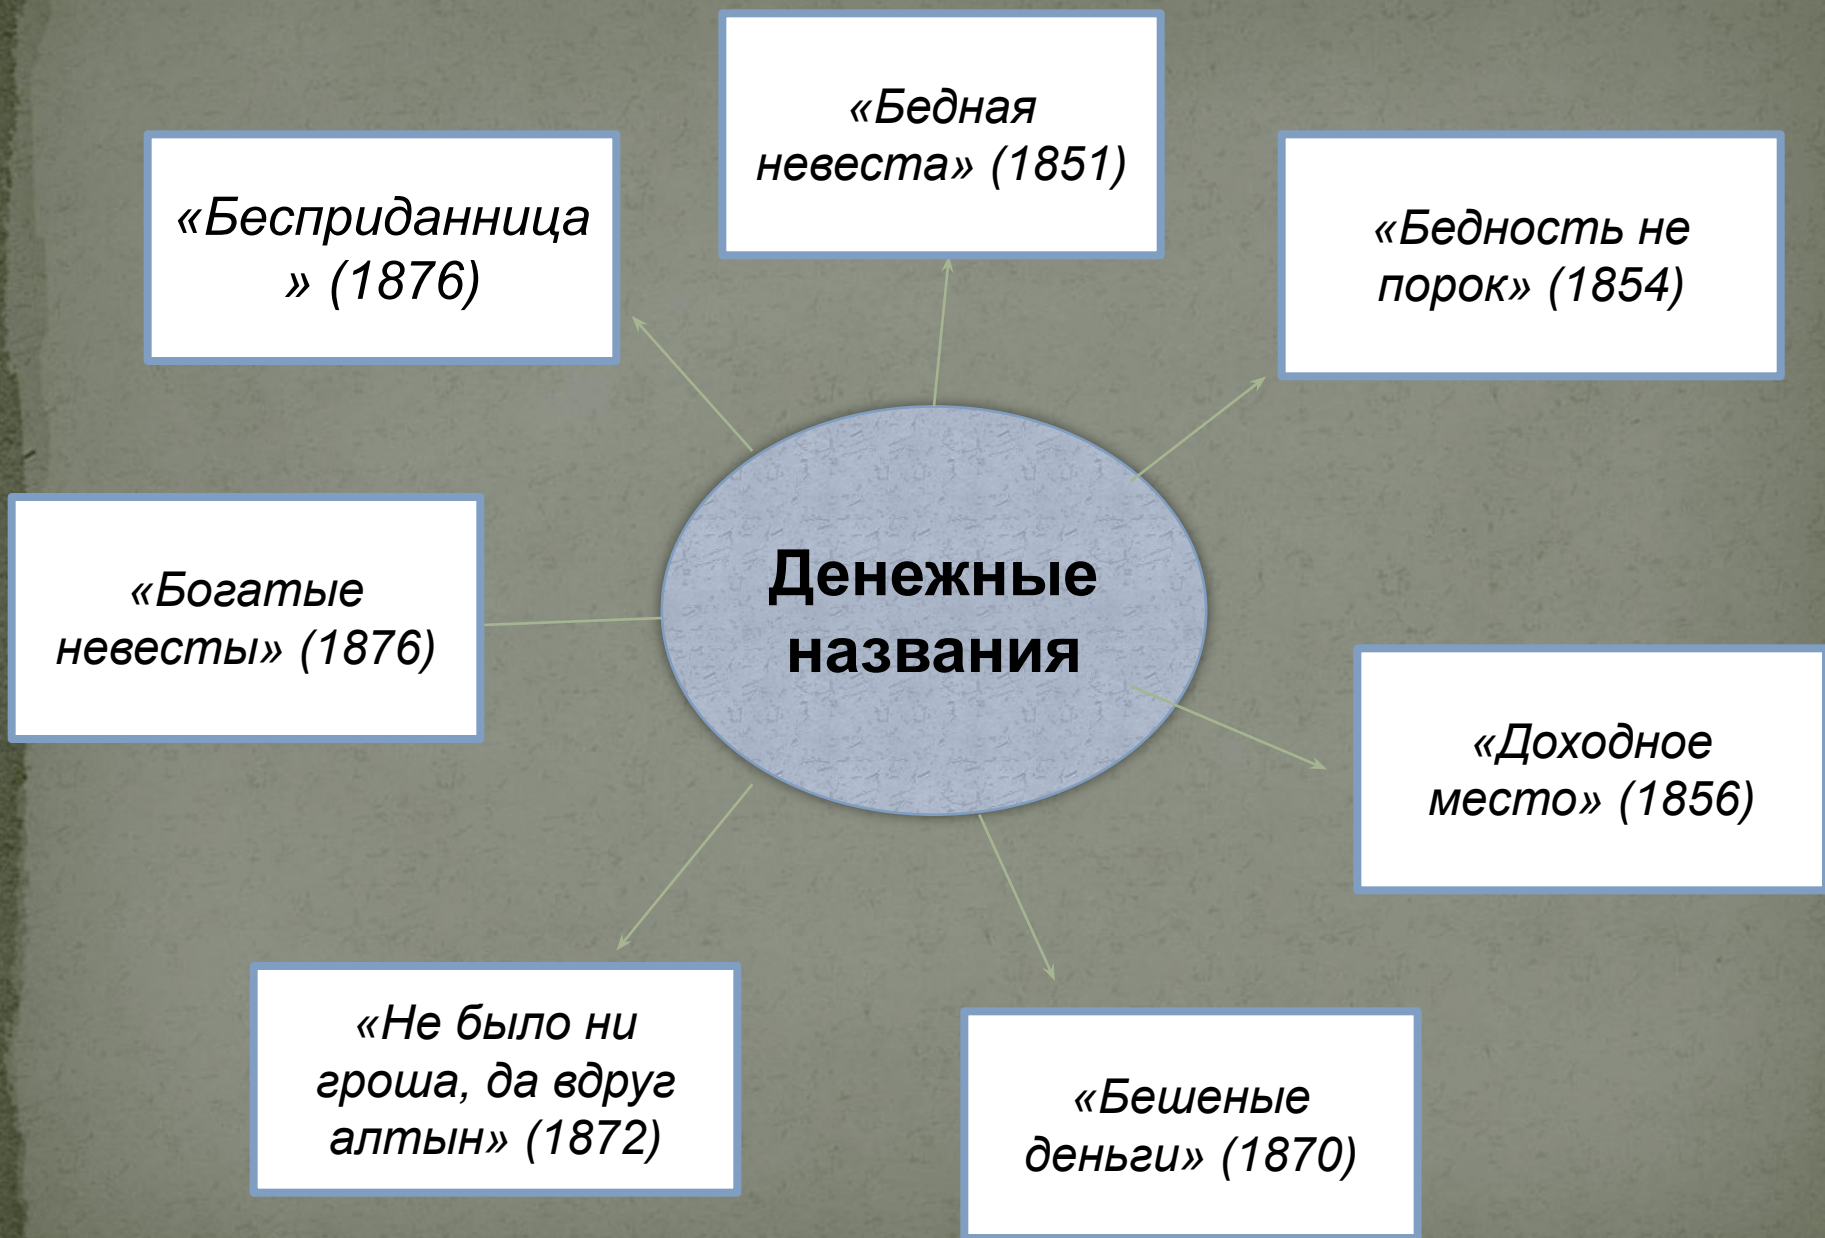 «Бедная
невеста» (1851)
«Бесприданница
» (1876)
«Бедность не
порок» (1854)
Денежные
названия
«Богатые
невесты» (1876)
«Доходное
место» (1856)
«Не было ни
гроша, да вдруг
алтын» (1872)
«Бешеные
деньги» (1870)